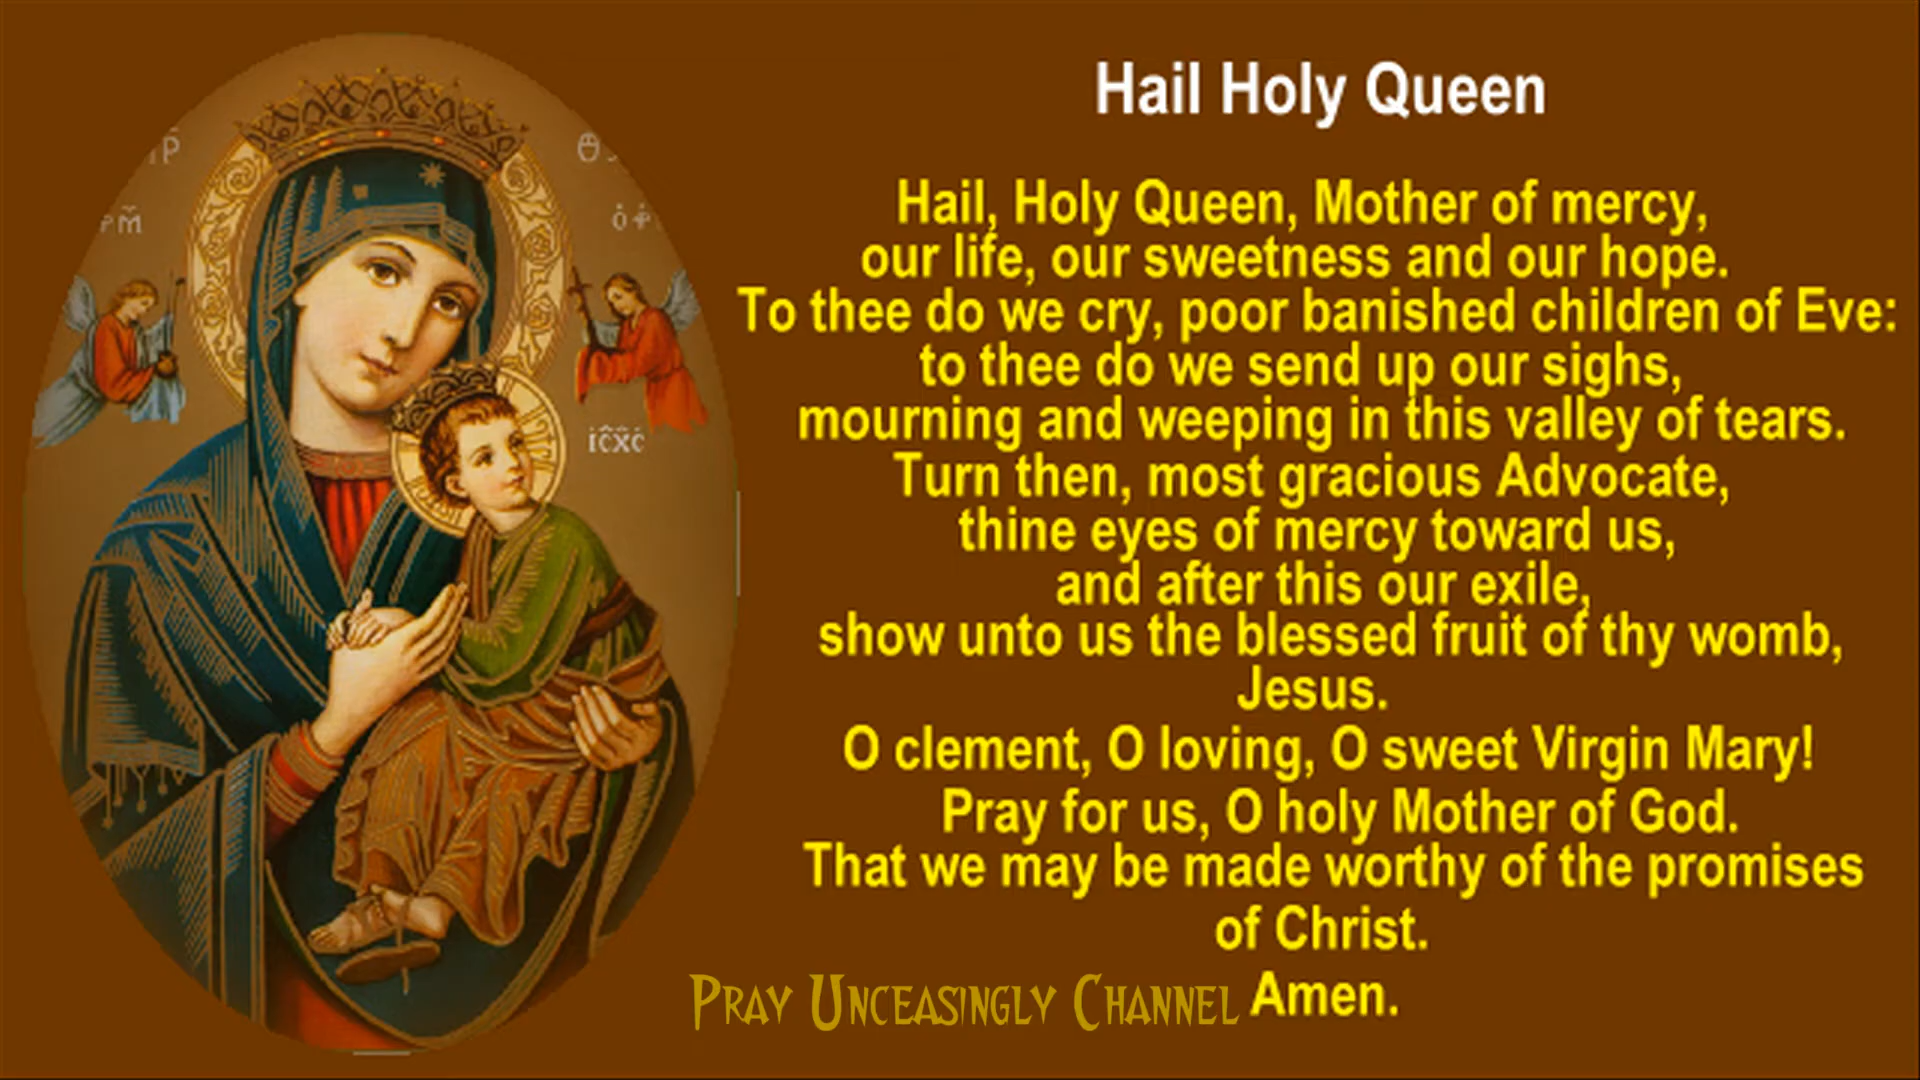 Hail Holy Queen
Hail, Holy Queen, Mother of mercy,
our life, our sweetness and our hope.
To thee do we cry, poor banished children of Eve:
to thee do we send up our sighs,
mourning and weeping in this valley of tears.
Turn then, most gracious Advocate,
thine eyes of mercy toward us,
and after this our exile,
show unto us the blessed fruit of thy womb,
Jesus.
O clement, O loving, O sweet Virgin Mary!
Pray for us, O holy Mother of God.
That we may be made worthy of the promises
of Christ.
Amen.
Pray Unceasingly Channel